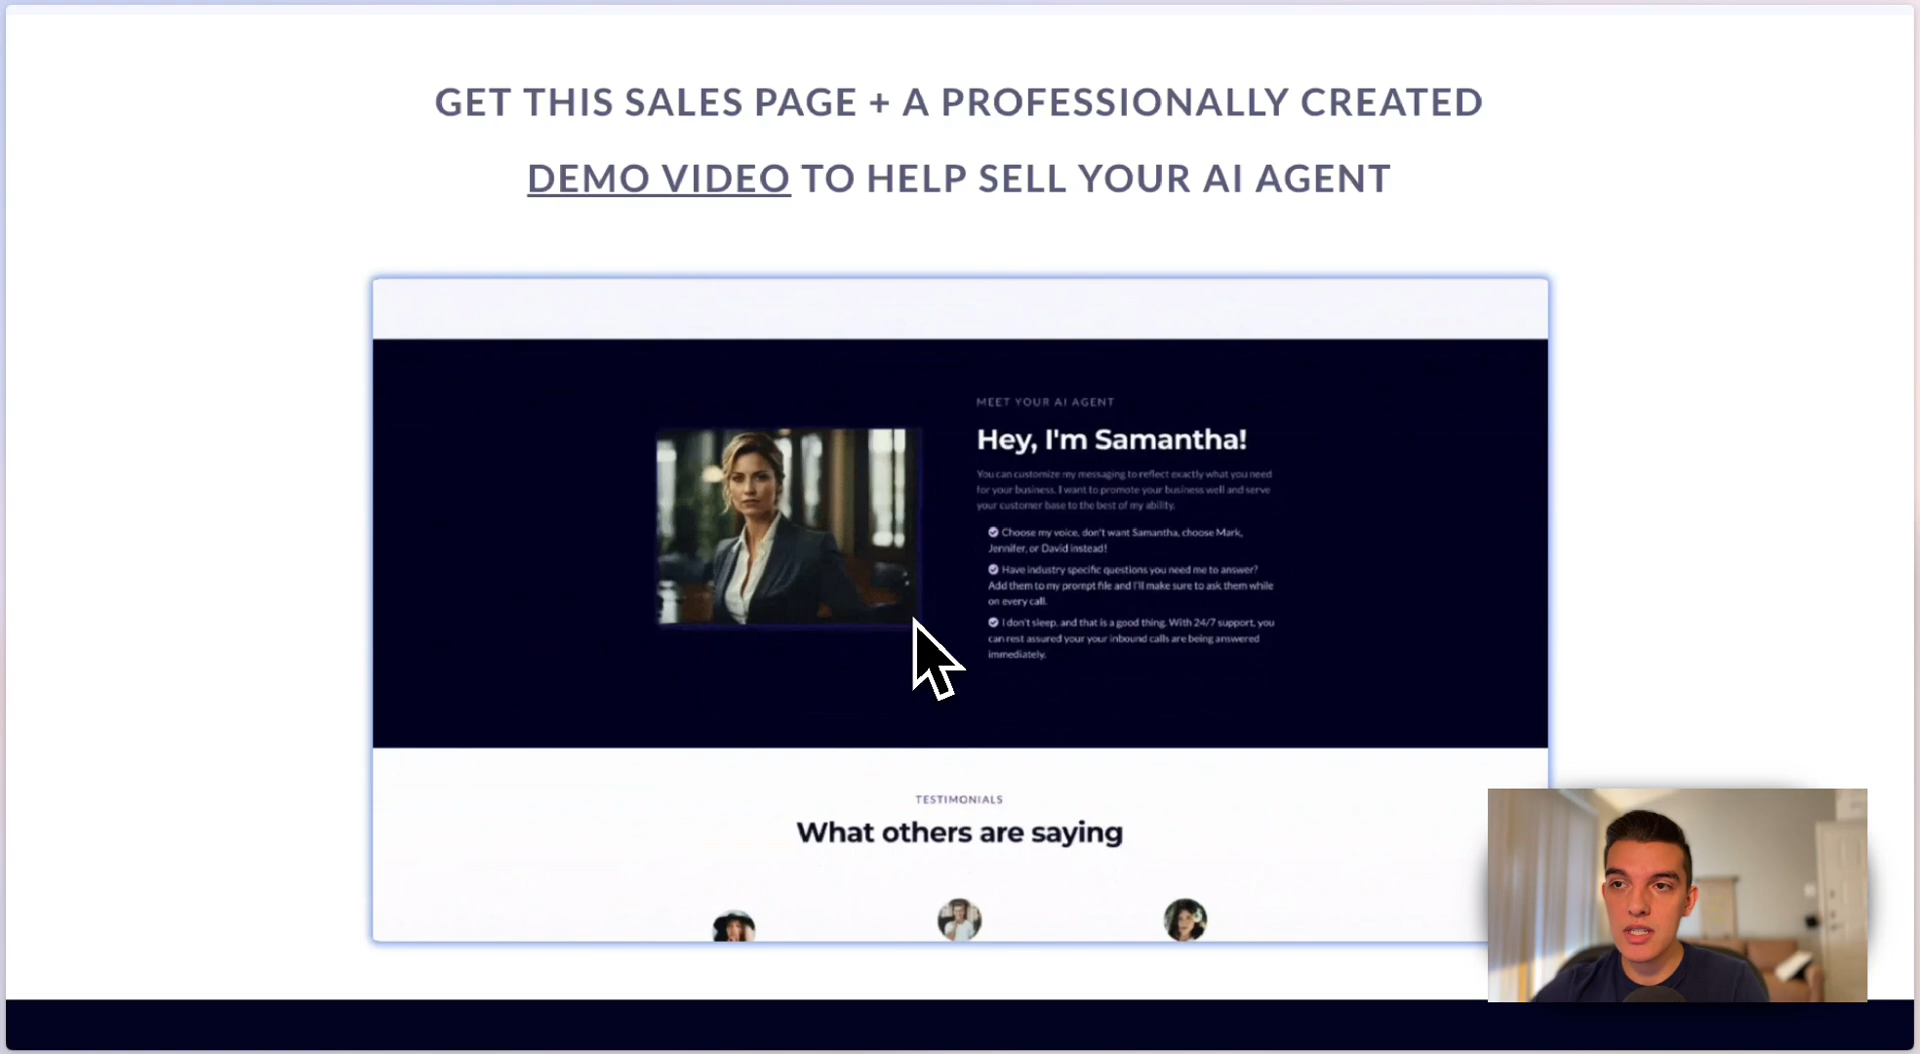 GET THIS SALES PAGE + A PROFESSIONALLY CREATED
DEMO VIDEO TO HELP SELL YOUR AI AGENT
MEET YOUR AI AGENT
Hey, I'm Samantha!
You can customize my messaging to reflect exactly what you need
for your business. I want to promote your business well and serve
your customer base to the best of my ability.
Choose my voice, don't want Samantha, choose Mark,
Jennifer, or David instead!
Have industry specific questions you need me to answer?
Add them to my prompt file and I'll make sure to ask them while
on every call.
I don't sleep, and that is a good thing. With 24/7 support, you
can rest assured your your inbound calls are being answered
immediately.
TESTIMONIALS
What others are saying